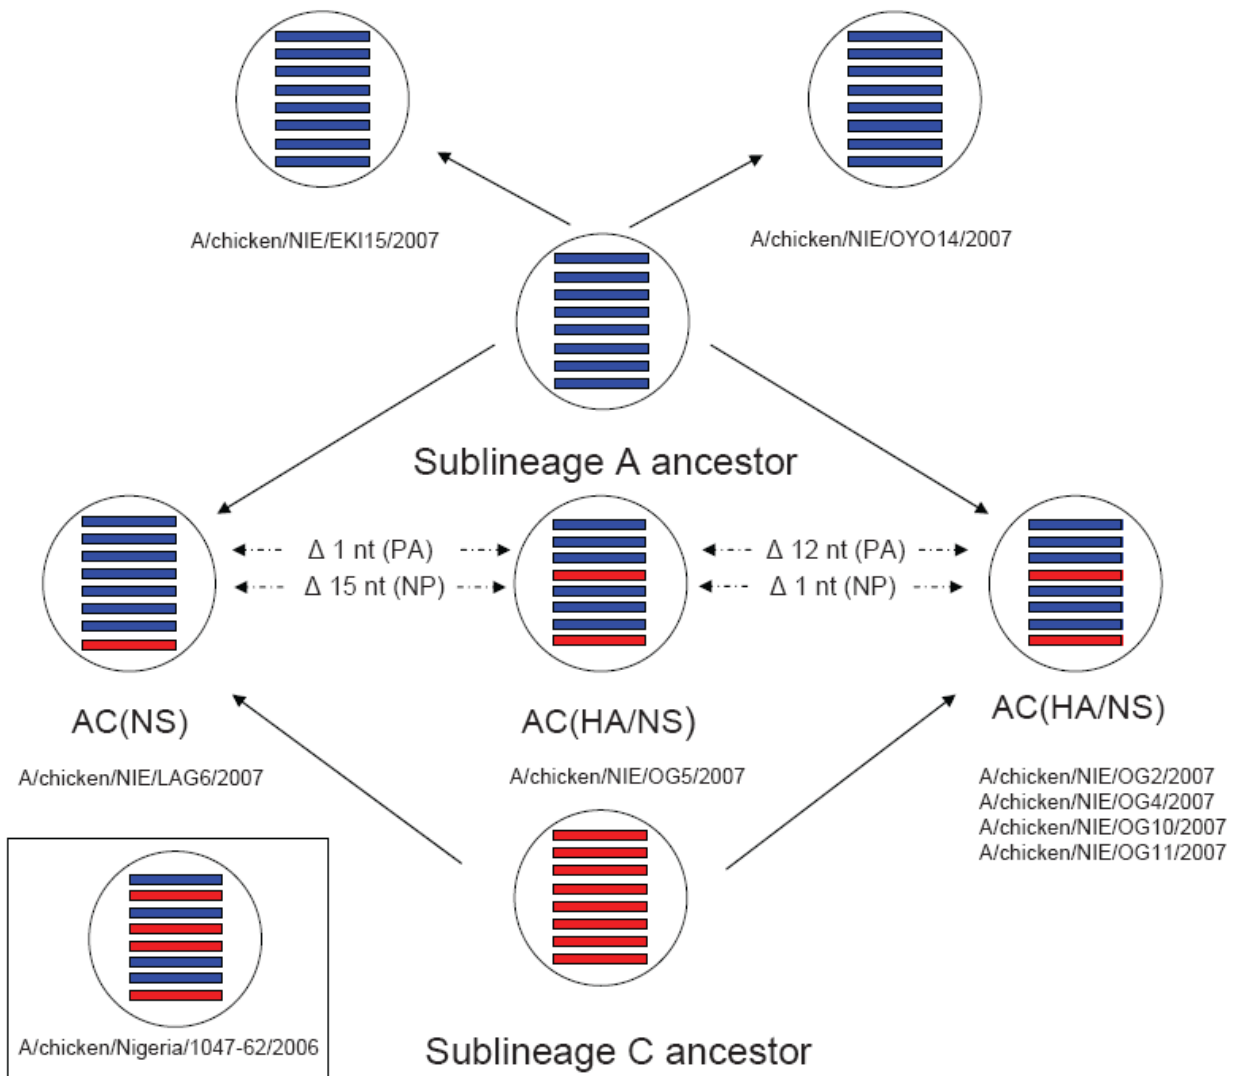 A/chicken/NIE/EKI15/2007
A/chicken/NIE/OYO14/2007
Sublineage A ancestor
Δ 1 nt (PA)
Δ 15 nt (NP)
Δ 12 nt (PA)
Δ 1 nt (NP)
AC(NS)
AC(HA/NS)
AC(HA/NS)
A/chicken/NIE/LAG6/2007
A/chicken/NIE/OG5/2007
A/chicken/NIE/OG2/2007
A/chicken/NIE/OG4/2007
A/chicken/NIE/OG10/2007
A/chicken/NIE/OG11/2007
A/chicken/Nigeria/1047-62/2006
Sublineage C ancestor